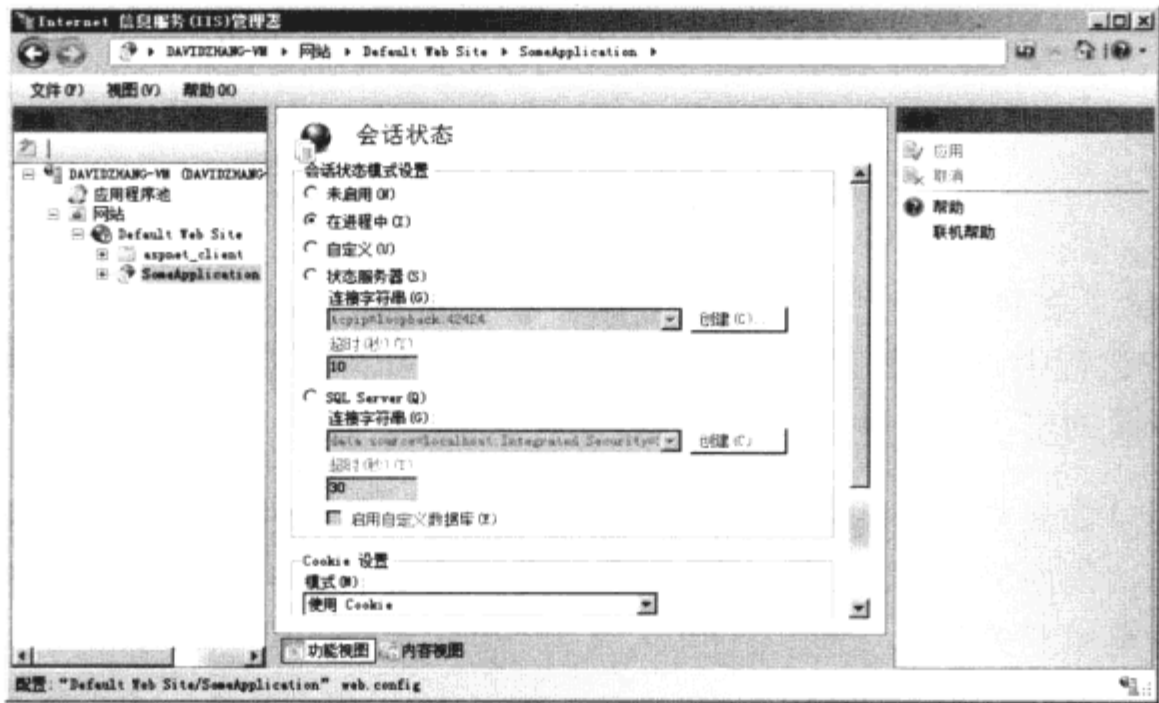 Internet 信息服务(IIS)管理器
DAVIDZHANG-VM ▸ 网站 ▸ Default Web Site ▸ SomeApplication ▸
文件(F) 视图(V) 帮助(H)
DAVIDZHANG-VM (DAVIDZHANG-
应用程序池
网站
Default Web Site
aspnet_client
SomeApplication
会话状态
会话状态模式设置
未启用(N)
在进程中(I)
自定义(U)
状态服务器(S)
连接字符串(G):
tcpip=loopback:42424
创建(C)...
超时(秒)(T)
10
SQL Server(Q)
连接字符串(G):
data source=localhost;Integrated Security=S
创建(C)
超时(秒)(T)
30
启用自定义数据库(E)
Cookie 设置
模式(M):
使用 Cookie
功能视图 内容视图
应用
取消
帮助
联机帮助
配置: "Default Web Site/SomeApplication" web.config